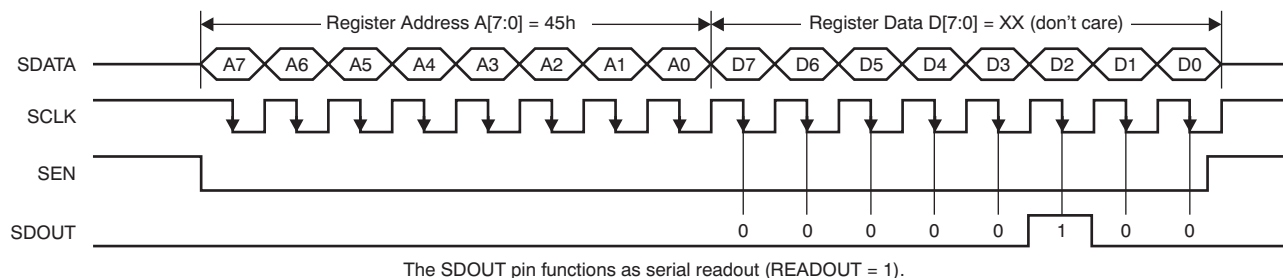 Register Address A[7:0] = 45h Register Data D[7:0] = XX (don't care)
SDATA A7 A6 A5 A4 A3 A2 A1 A0 D7 D6 D5 D4 D3 D2 D1 D0
SCLK
SEN
SDOUT 0 0 0 0 0 1 0 0
The SDOUT pin functions as serial readout (READOUT = 1).